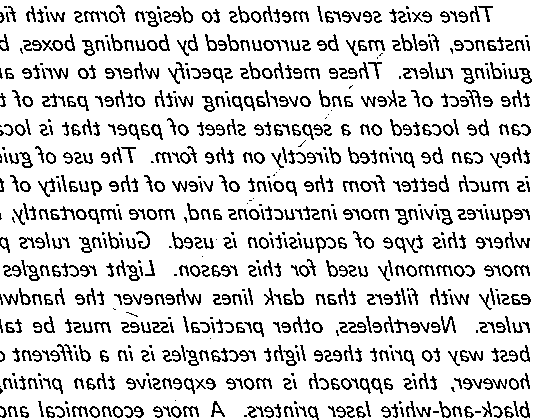 There exist several methods to design forms with fie
instance, fields may be surrounded by bounding boxes, b
guiding rulers. These methods specify where to write a
the effect of skew and overlapping with other parts of t
can be located on a separate sheet of paper that is loca
they can be printed directly on the form. The use of gui
is much better from the point of view of the quality of t
requires giving more instructions and, more importantly,
where this type of acquisition is used. Guiding rulers p
more commonly used for this reason. Light rectangles
easily with filters than dark lines whenever the handw
rulers. Nevertheless, other practical issues must be tak
best way to print these light rectangles is in a different
however, this approach is more expensive than printing
black-and-white laser printers. A more economical and